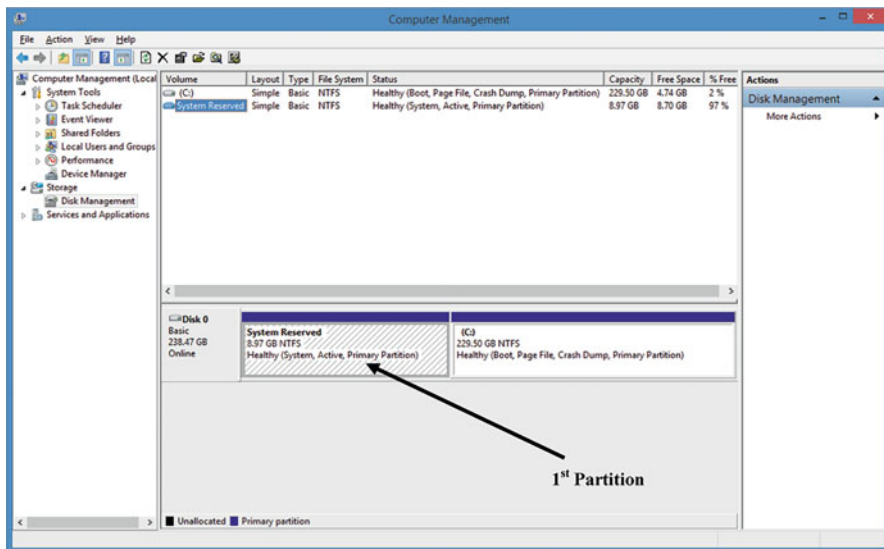 Computer Management
File Action View Help
Computer Management (Local
System Tools
Task Scheduler
Event Viewer
Shared Folders
Local Users and Groups
Performance
Device Manager
Storage
Disk Management
Services and Applications
Volume Layout Type File System Status Capacity Free Space % Free
(C:) Simple Basic NTFS Healthy (Boot, Page File, Crash Dump, Primary Partition) 229.50 GB 4.74 GB 2 %
System Reserved Simple Basic NTFS Healthy (System, Active, Primary Partition) 8.97 GB 8.70 GB 97 %
Actions
Disk Management
More Actions
Disk 0
Basic
238.47 GB
Online
System Reserved
8.97 GB NTFS
Healthy (System, Active, Primary Partition)
(C:)
229.50 GB NTFS
Healthy (Boot, Page File, Crash Dump, Primary Partition)
1st Partition
Unallocated Primary partition